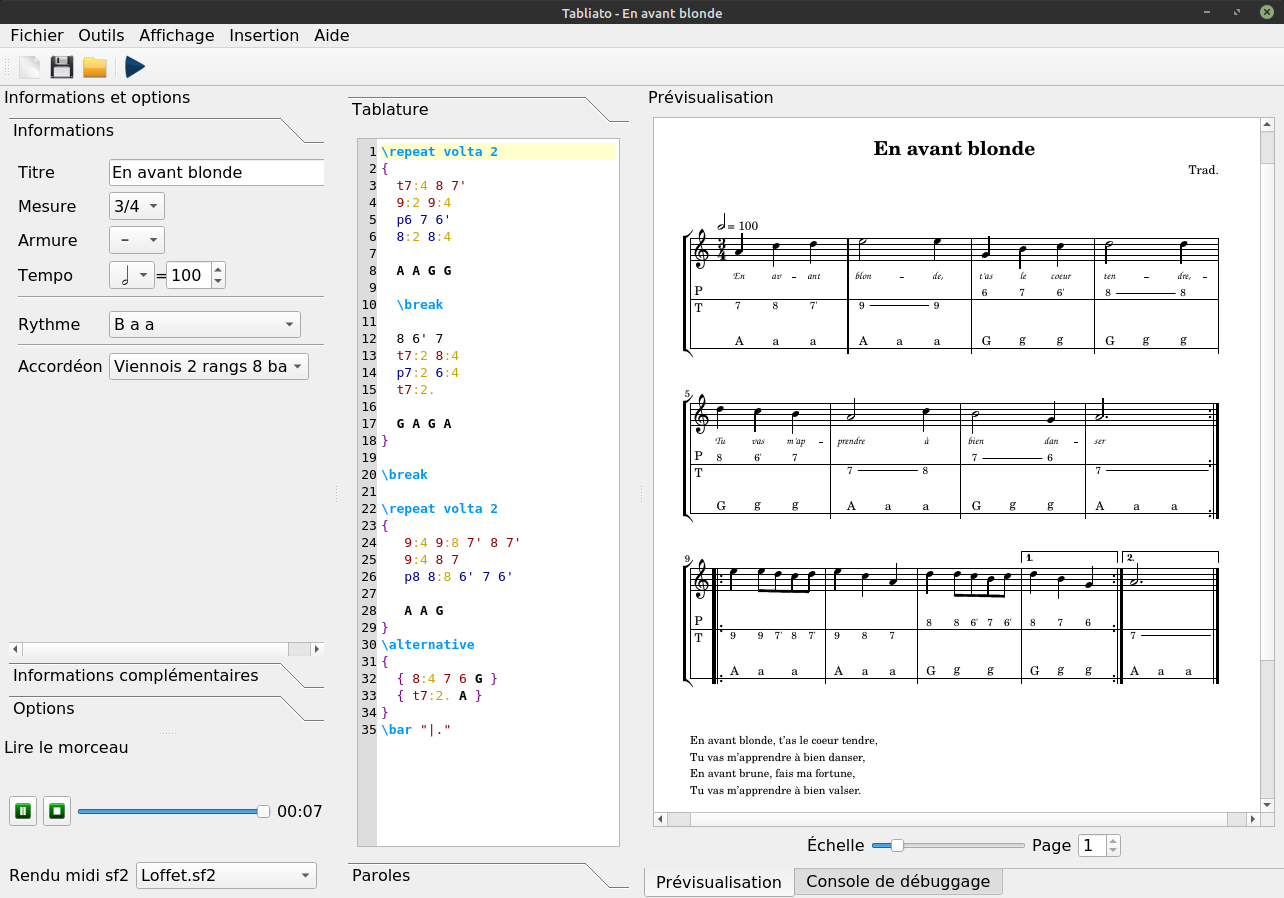 Tabliato - En avant blonde
Fichier Outils Affichage Insertion Aide
Informations et options
Informations
Titre En avant blonde
Mesure 3/4
Armure –
Tempo = 100
Rythme B a a
Accordéon Viennois 2 rangs 8 ba
Informations complémentaires
Options
Lire le morceau
00:07
Rendu midi sf2 Loffet.sf2
Tablature
1 \repeat volta 2
2 {
3 t7:4 8 7'
4 9:2 9:4
5 p6 7 6'
6 8:2 8:4
7
8 A A G G
9
10 \break
11
12 8 6' 7
13 t7:2 8:4
14 p7:2 6:4
15 t7:2.
16
17 G A G A
18 }
19
20 \break
21
22 \repeat volta 2
23 {
24 9:4 9:8 7' 8 7'
25 9:4 8 7
26 p8 8:8 6' 7 6'
27
28 A A G
29 }
30 \alternative
31 {
32 { 8:4 7 6 G }
33 { t7:2. A }
34 }
35 \bar "|."
Paroles
Prévisualisation
En avant blonde
Trad.
= 100
3
4
En av - ant blon - de, t'as le coeur ten - dre, -
P 6 7 6' 8 8
T 7 8 7' 9 9
A a a A a a G g g G g g
5
Tu vas m'ap - prendre à bien dan - ser
P 8 6' 7 7 6
T 7 8 7
G g g A a a G g g A a a
9
1. 2.
P 8 8 6' 7 6' 8 7 6
T 9 9 7' 8 7' 9 8 7 7
A a a A a a G g g G g g A a a
En avant blonde, t'as le coeur tendre,
Tu vas m'apprendre à bien danser,
En avant brune, fais ma fortune,
Tu vas m'apprendre à bien valser.
Échelle Page 1
Prévisualisation Console de débuggage